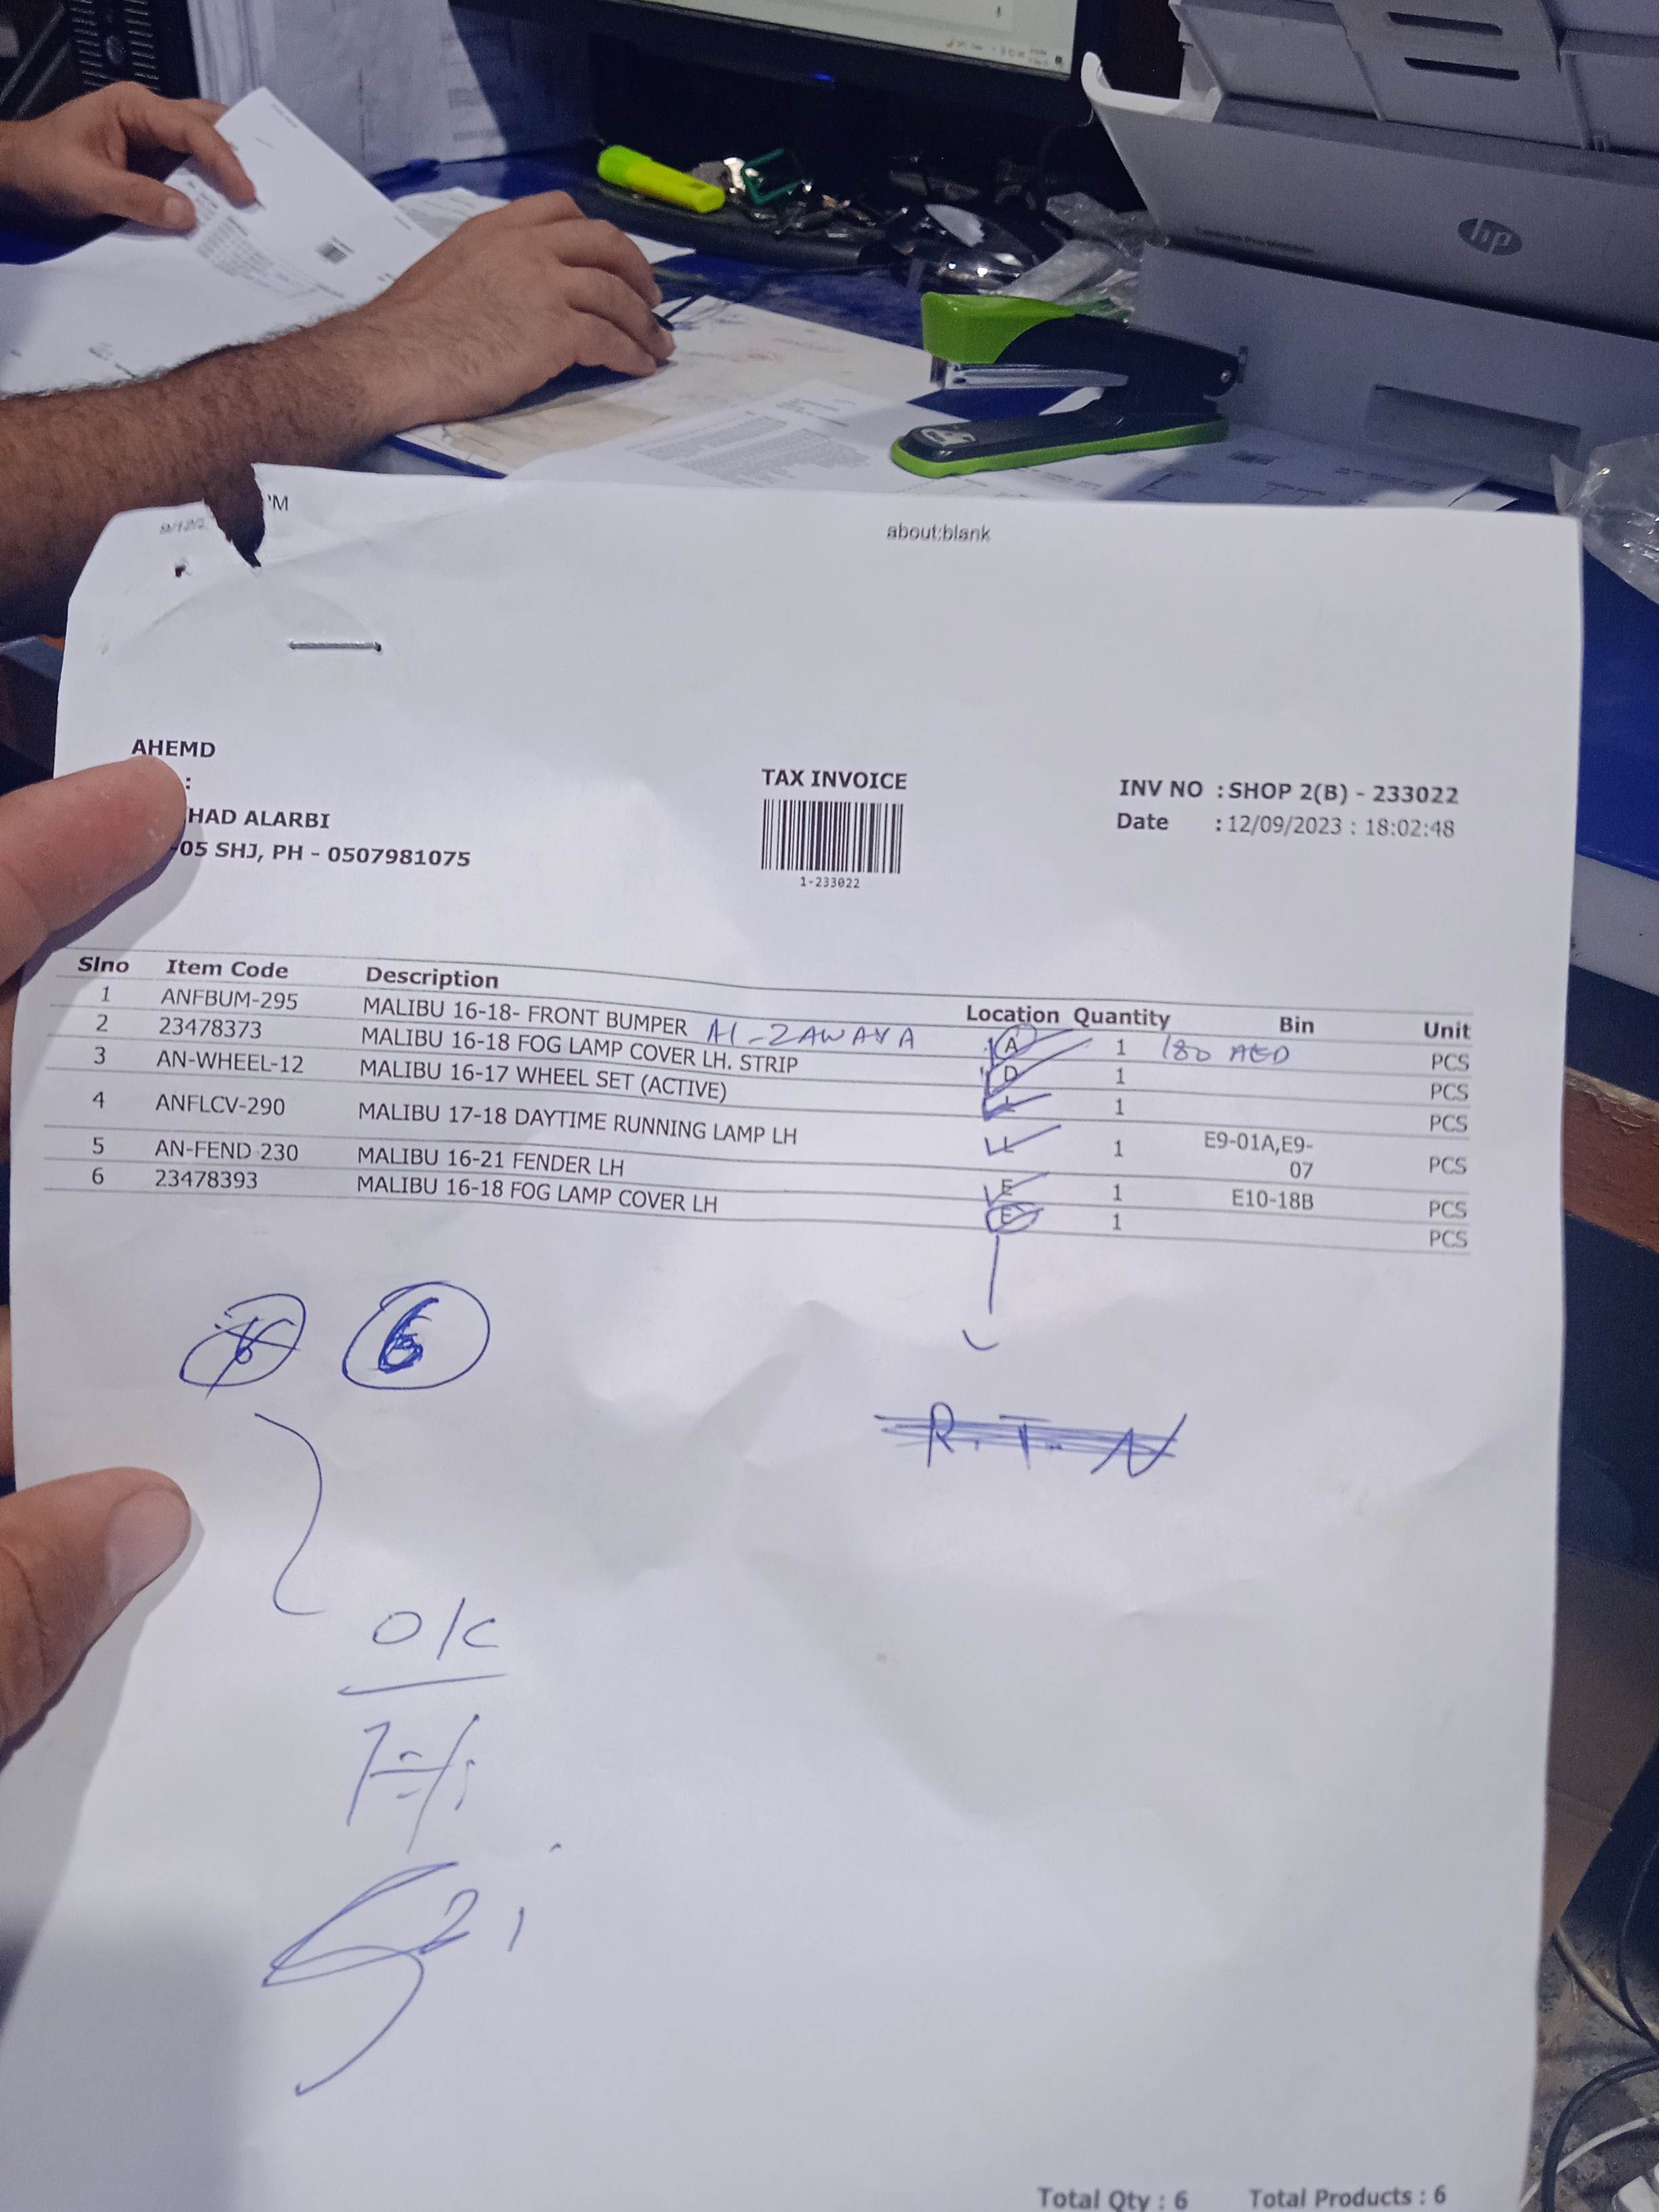 hp
'PM
about:blank
AHEMD
:
HAD ALARBI
-05 SHJ, PH - 0507981075
TAX INVOICE
1-233022
INV NO : SHOP 2(B) - 233022
Date : 12/09/2023 : 18:02:48
Slno Item Code Description Location Quantity Bin Unit
1 ANFBUM-295 MALIBU 16-18- FRONT BUMPER Al-ZAWAYA A 1 180 AED PCS
2 23478373 MALIBU 16-18 FOG LAMP COVER LH. STRIP D 1 PCS
3 AN-WHEEL-12 MALIBU 16-17 WHEEL SET (ACTIVE) 1 PCS
4 ANFLCV-290 MALIBU 17-18 DAYTIME RUNNING LAMP LH 1 E9-01A,E9-07 PCS
5 AN-FEND-230 MALIBU 16-21 FENDER LH E 1 E10-18B PCS
6 23478393 MALIBU 16-18 FOG LAMP COVER LH E 1 PCS
6
R.T.N
O/C
Total Qty : 6 Total Products : 6